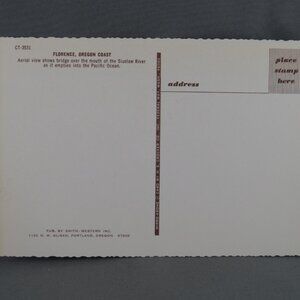 CT-3531
FLORENCE, OREGON COAST
Aerial view shows bridge over the mouth of the Siuslaw River
as it empties into the Pacific Ocean.
place
stamp
here
address
PUB. BY SMITH-WESTERN INC.
PORTLAND, OREGON